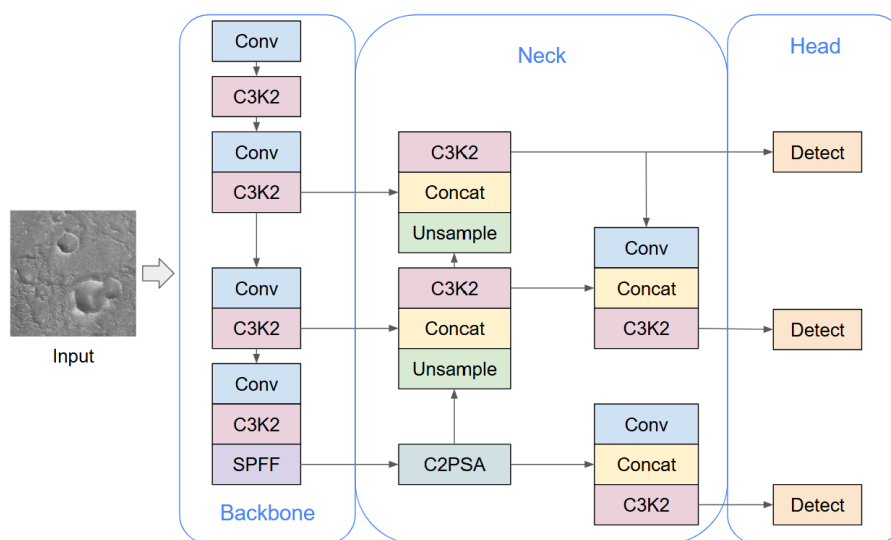 Conv
C3K2
Conv
C3K2
Conv
C3K2
Conv
C3K2
SPFF
Backbone
Input
Neck
C3K2
Concat
Unsample
C3K2
Concat
Unsample
C2PSA
Conv
Concat
C3K2
Conv
Concat
C3K2
Head
Detect
Detect
Detect